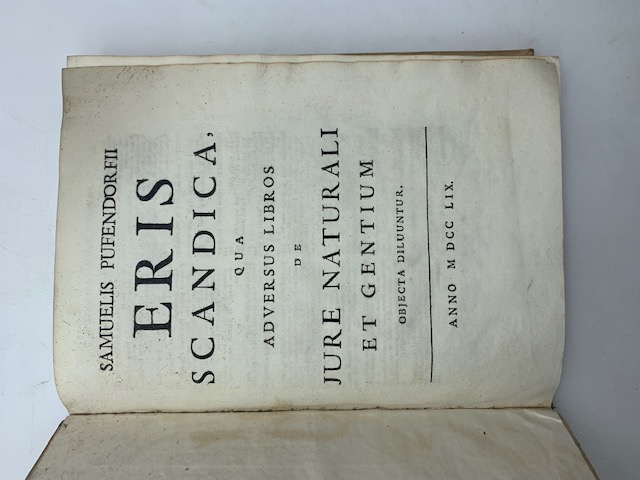 SAMUELIS PUFENDORFII
ERIS
SCANDICA,
QUA
ADVERSUS LIBROS
DE
JURE NATURALI
ET GENTIUM
OBJECTA DILUUNTUR.
ANNO M DCC LIX.